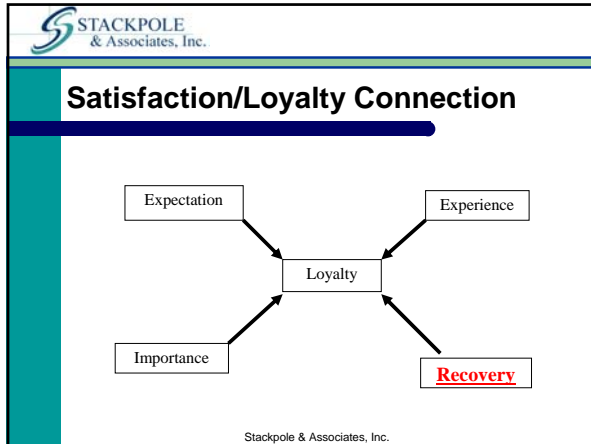 STACKPOLE
& Associates, Inc.
Satisfaction/Loyalty Connection
Expectation
Experience
Loyalty
Importance
Recovery
Stackpole & Associates, Inc.